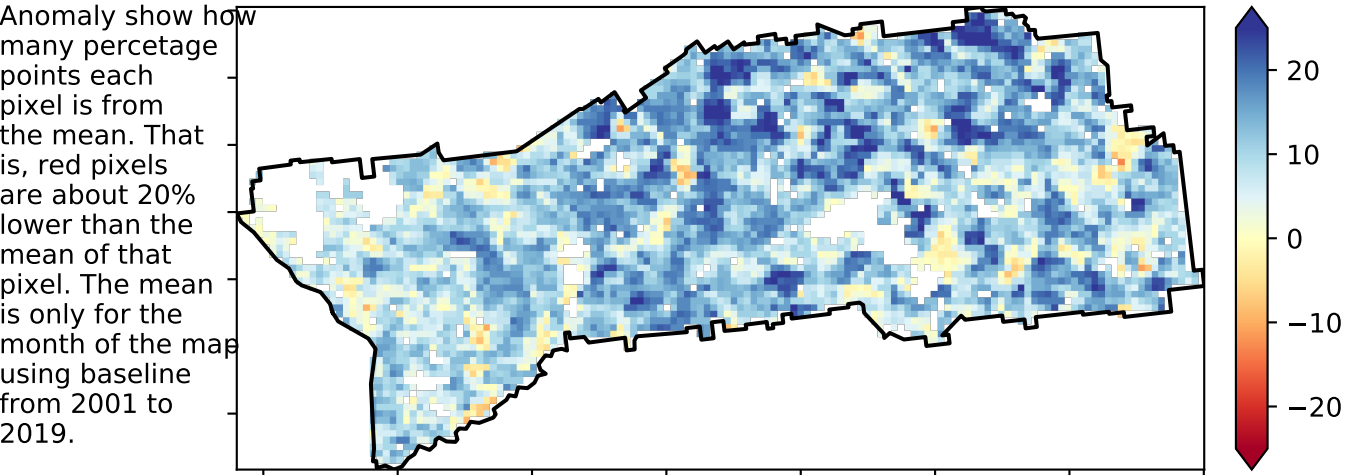 Anomaly show how
many percetage
points each
pixel is from
the mean. That
is, red pixels
are about 20%
lower than the
mean of that
pixel. The mean
is only for the
month of the map
using baseline
from 2001 to
2019.
20
10
0
−10
−20